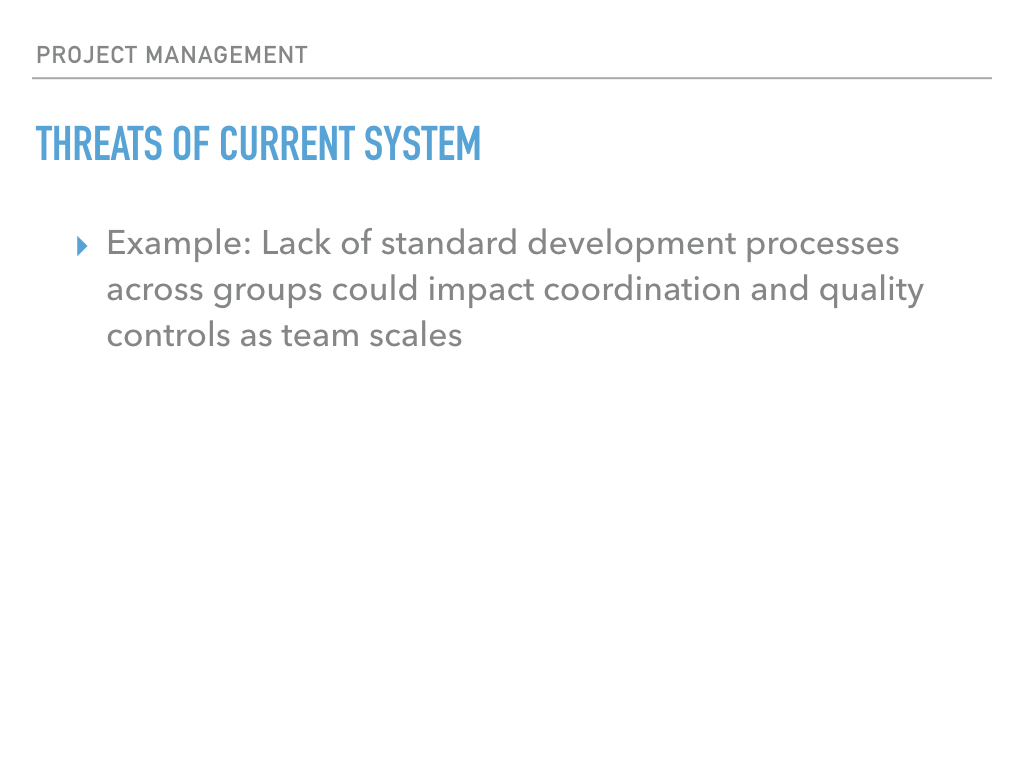 PROJECT MANAGEMENT
THREATS OF CURRENT SYSTEM
Example: Lack of standard development processes
across groups could impact coordination and quality
controls as team scales